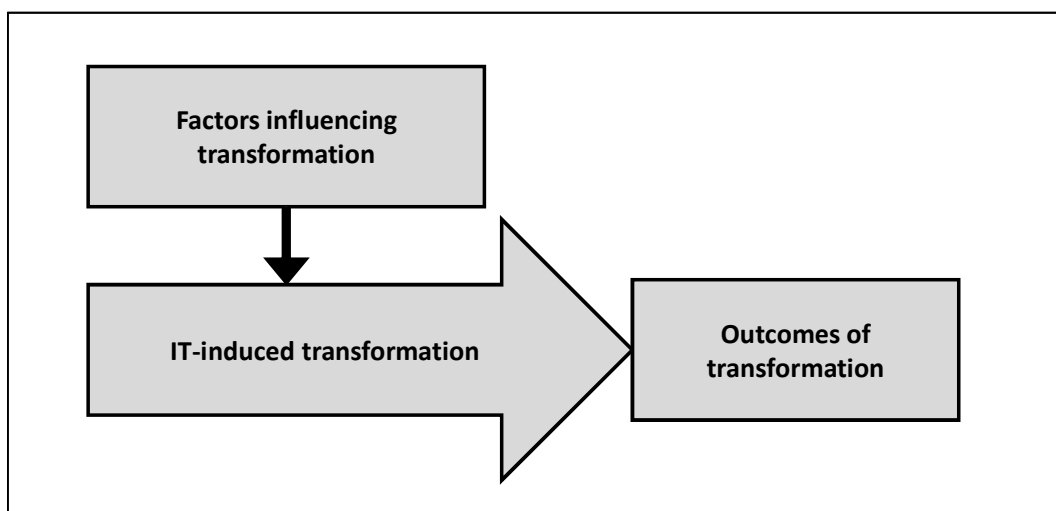 Factors influencing
transformation
IT-induced transformation
Outcomes of
transformation